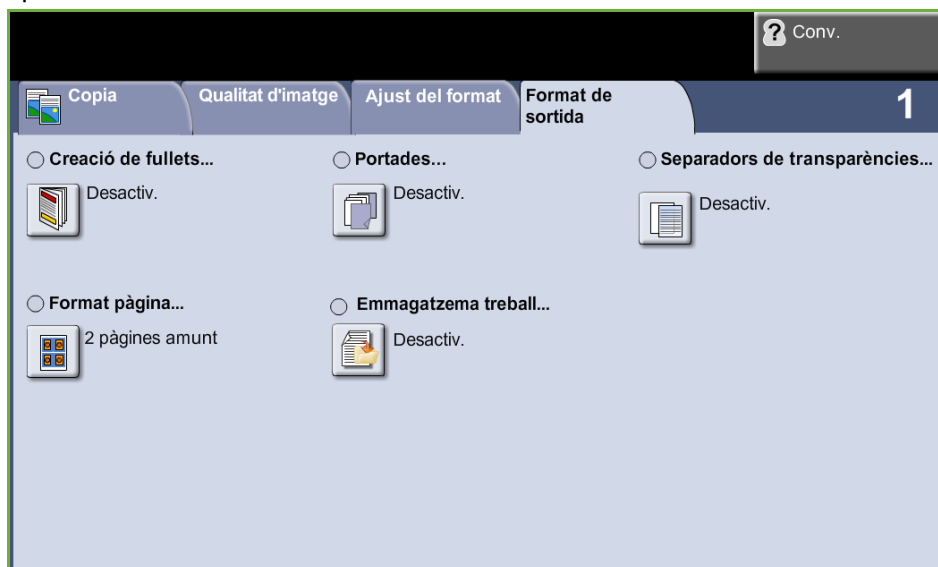 Conv.
Copia
Qualitat d'imatge
Ajust del format
Format de
sortida
1
Creació de fullets...
Portades...
Separadors de transparències...
Desactiv.
Desactiv.
Desactiv.
Format pàgina...
Emmagatzema treball...
2 pàgines amunt
Desactiv.